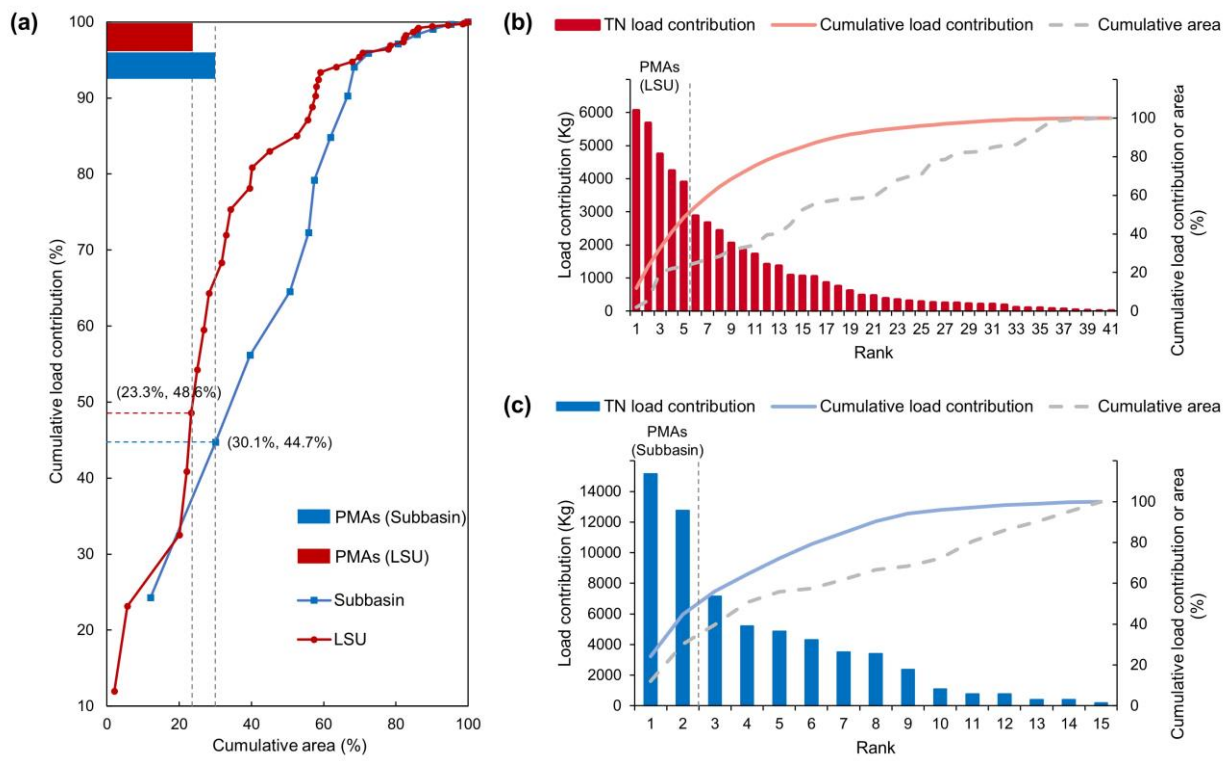 (a)
100
90
80
70
60
50
40
30
20
10
Cumulative load contribution (%)
(23.3%, 48.6%)
(30.1%, 44.7%)
PMAs (Subbasin)
PMAs (LSU)
Subbasin
LSU
0 20 40 60 80 100
Cumulative area (%)
(b)
TN load contribution Cumulative load contribution Cumulative area
PMAs
(LSU)
Load contribution (Kg)
6000
5000
4000
3000
2000
1000
0
100
80
60
40
20
0
Cumulative load contribution or area
(%)
1 3 5 7 9 11 13 15 17 19 21 23 25 27 29 31 33 35 37 39 41
Rank
(c)
TN load contribution Cumulative load contribution Cumulative area
PMAs
(Subbasin)
Load contribution (Kg)
14000
12000
10000
8000
6000
4000
2000
0
100
80
60
40
20
0
Cumulative load contribution or area
(%)
1 2 3 4 5 6 7 8 9 10 11 12 13 14 15
Rank